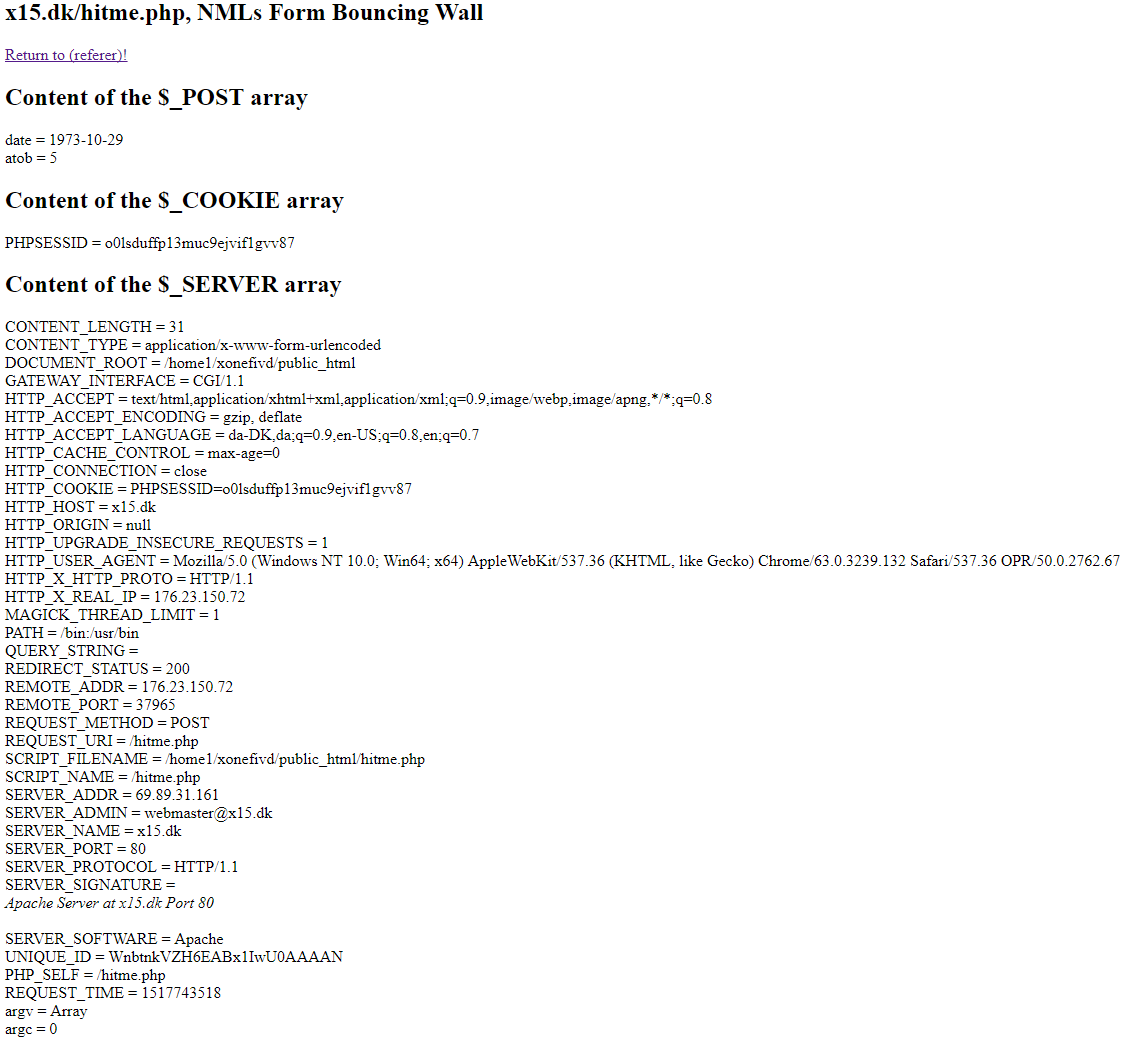 x15.dk/hitme.php, NMLs Form Bouncing Wall
Return to (referer)!
Content of the $_POST array
date = 1973-10-29
atob = 5
Content of the $_COOKIE array
PHPSESSID = o0lsduffp13muc9ejvif1gvv87
Content of the $_SERVER array
CONTENT_LENGTH = 31
CONTENT_TYPE = application/x-www-form-urlencoded
DOCUMENT_ROOT = /home1/xonefivd/public_html
GATEWAY_INTERFACE = CGI/1.1
HTTP_ACCEPT = text/html,application/xhtml+xml,application/xml;q=0.9,image/webp,image/apng,*/*;q=0.8
HTTP_ACCEPT_ENCODING = gzip, deflate
HTTP_ACCEPT_LANGUAGE = da-DK,da;q=0.9,en-US;q=0.8,en;q=0.7
HTTP_CACHE_CONTROL = max-age=0
HTTP_CONNECTION = close
HTTP_COOKIE = PHPSESSID=o0lsduffp13muc9ejvif1gvv87
HTTP_HOST = x15.dk
HTTP_ORIGIN = null
HTTP_UPGRADE_INSECURE_REQUESTS = 1
HTTP_USER_AGENT = Mozilla/5.0 (Windows NT 10.0; Win64; x64) AppleWebKit/537.36 (KHTML, like Gecko) Chrome/63.0.3239.132 Safari/537.36 OPR/50.0.2762.67
HTTP_X_HTTP_PROTO = HTTP/1.1
HTTP_X_REAL_IP = 176.23.150.72
MAGICK_THREAD_LIMIT = 1
PATH = /bin:/usr/bin
QUERY_STRING =
REDIRECT_STATUS = 200
REMOTE_ADDR = 176.23.150.72
REMOTE_PORT = 37965
REQUEST_METHOD = POST
REQUEST_URI = /hitme.php
SCRIPT_FILENAME = /home1/xonefivd/public_html/hitme.php
SCRIPT_NAME = /hitme.php
SERVER_ADDR = 69.89.31.161
SERVER_ADMIN = webmaster@x15.dk
SERVER_NAME = x15.dk
SERVER_PORT = 80
SERVER_PROTOCOL = HTTP/1.1
SERVER_SIGNATURE =
Apache Server at x15.dk Port 80
SERVER_SOFTWARE = Apache
UNIQUE_ID = WnbtnkVZH6EABx1IwU0AAAAN
PHP_SELF = /hitme.php
REQUEST_TIME = 1517743518
argv = Array
argc = 0